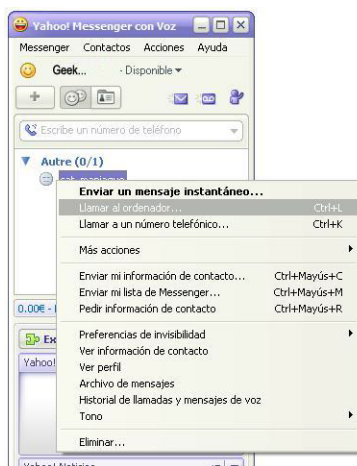 Yahoo! Messenger con Voz
Messenger Contactos Acciones Ayuda
Geek... - Disponible
Escribe un número de teléfono
Autre (0/1)
Enviar un mensaje instantáneo...
Llamar al ordenador... Ctrl+L
Llamar a un número telefónico... Ctrl+K
Más acciones
Enviar mi información de contacto... Ctrl+Mayús+C
Enviar mi lista de Messenger... Ctrl+Mayús+M
Pedir información de contacto Ctrl+Mayús+R
0.00€ -
Preferencias de invisibilidad
Ex
Ver información de contacto
Yahoo!
Ver perfil
Archivo de mensajes
Historial de llamadas y mensajes de voz
Tono
Eliminar...